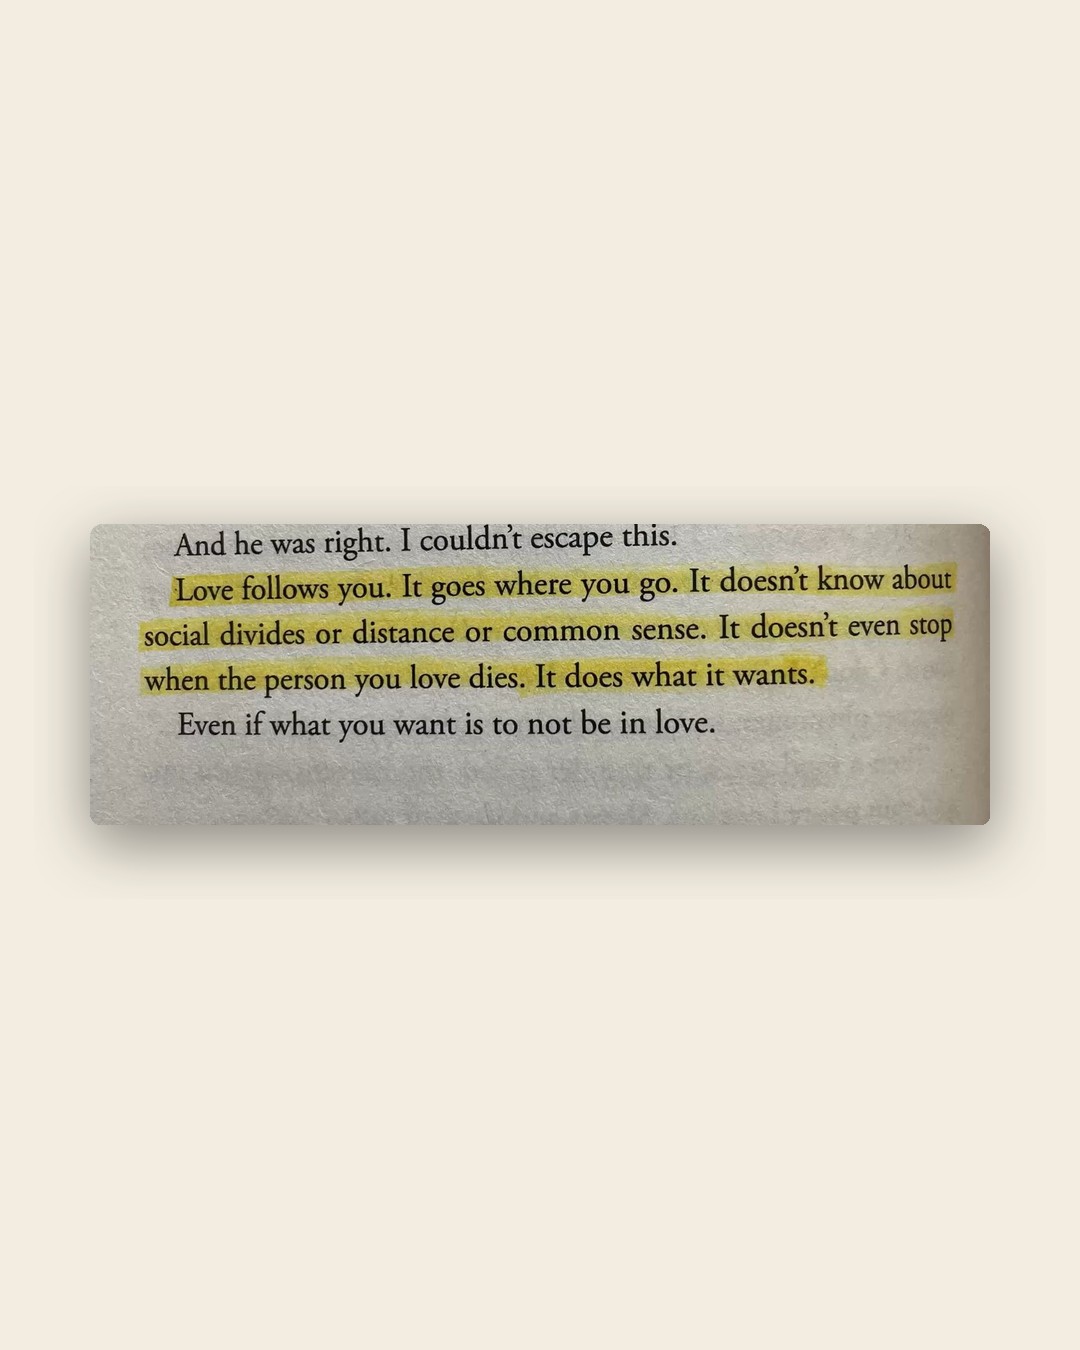 And he was right. I couldn’t escape this.
Love follows you. It goes where you go. It doesn’t know about
social divides or distance or common sense. It doesn’t even stop
when the person you love dies. It does what it wants.
Even if what you want is to not be in love.